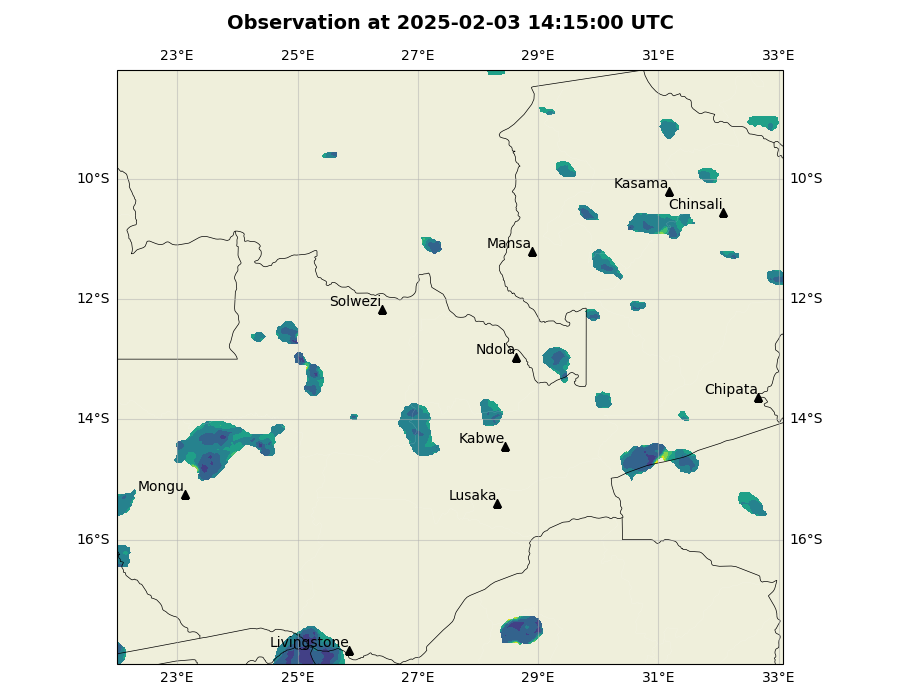 Observation at 2025-02-03 14:15:00 UTC
23°E 25°E 27°E 29°E 31°E 33°E
10°S 10°S
Kasama
Chinsali
Mansa
12°S 12°S
Solwezi
Ndola
Chipata
14°S 14°S
Kabwe
Mongu
Lusaka
16°S 16°S
Livingstone
23°E 25°E 27°E 29°E 31°E 33°E